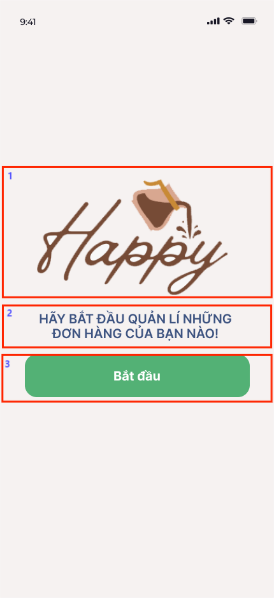 9:41
1
Happy
2
HÃY BẮT ĐẦU QUẢN LÍ NHỮNG
ĐƠN HÀNG CỦA BẠN NÀO!
3
Bắt đầu